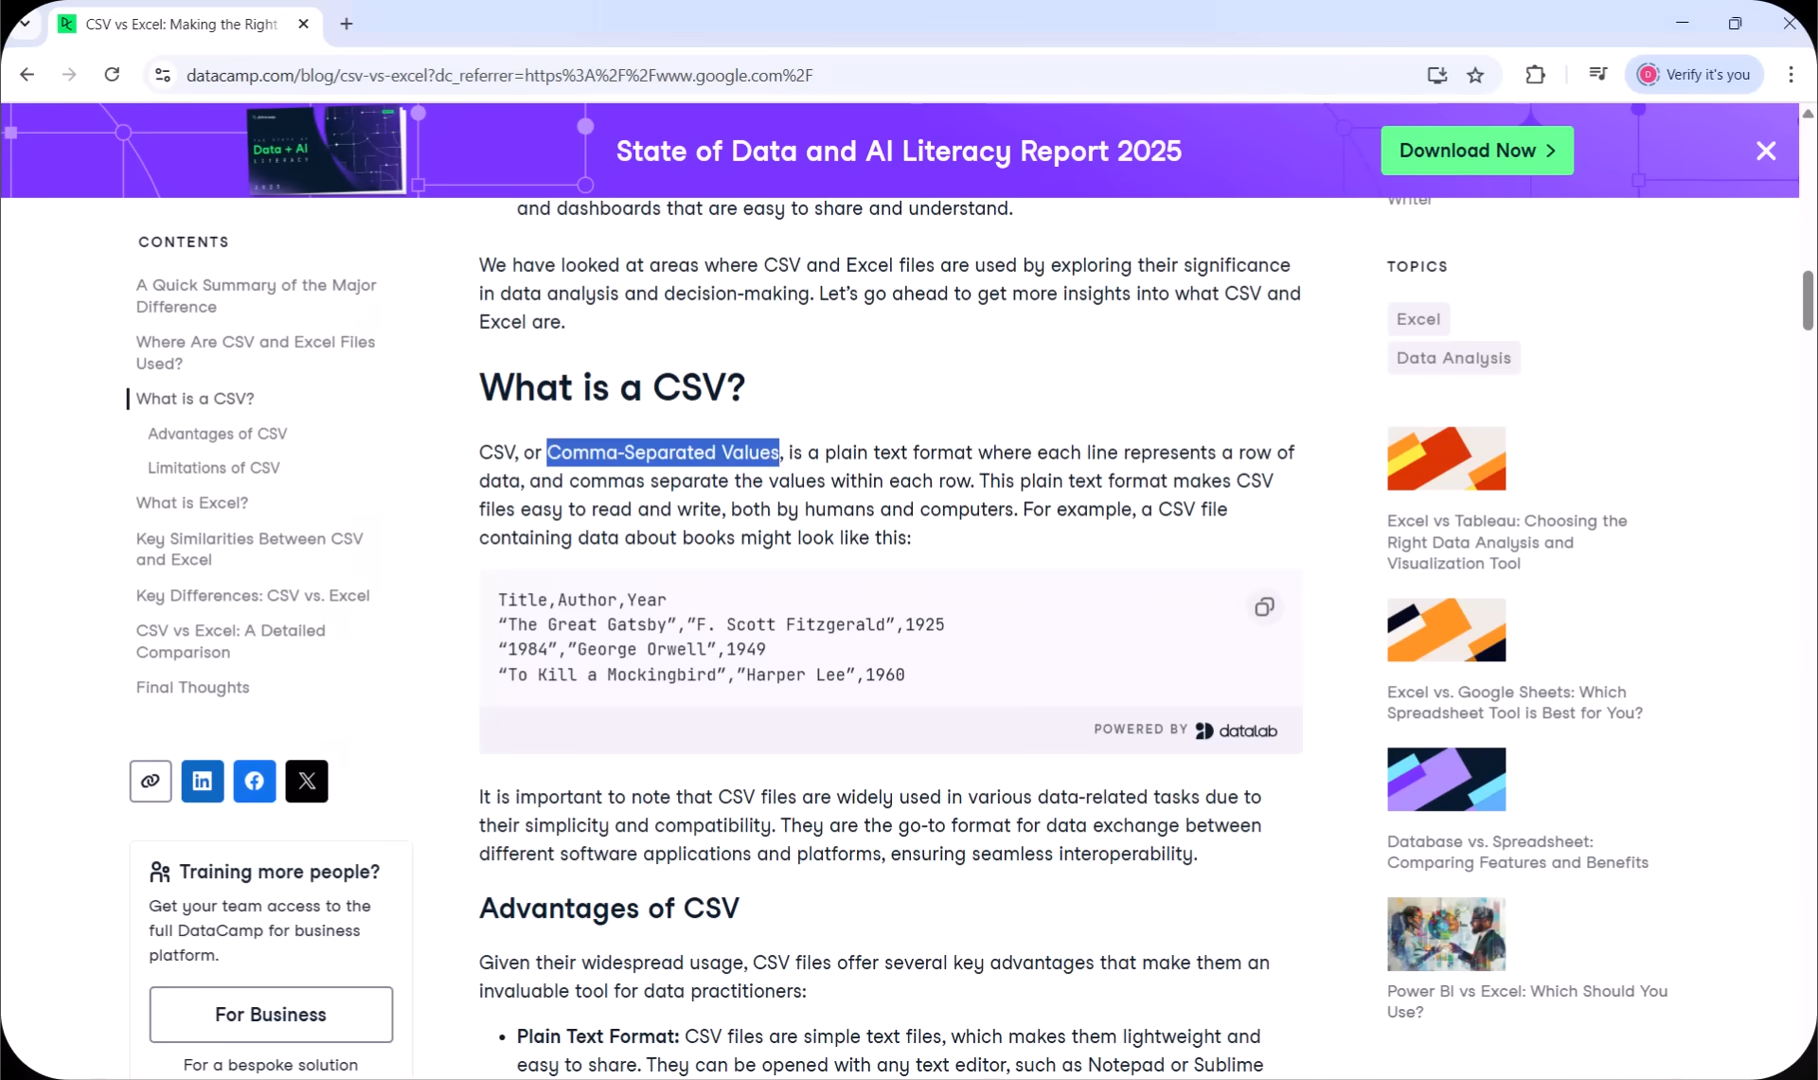 CSV vs Excel: Making the Right
datacamp.com/blog/csv-vs-excel?dc_referrer=https%3A%2F%2Fwww.google.com%2F
D
Verify it's you
Data + AI
LITERACY
2025
State of Data and AI Literacy Report 2025
Download Now >
CONTENTS
A Quick Summary of the Major
Difference
Where Are CSV and Excel Files
Used?
What is a CSV?
Advantages of CSV
Limitations of CSV
What is Excel?
Key Similarities Between CSV
and Excel
Key Differences: CSV vs. Excel
CSV vs Excel: A Detailed
Comparison
Final Thoughts
Training more people?
Get your team access to the
full DataCamp for business
platform.
For Business
For a bespoke solution
and dashboards that are easy to share and understand.
We have looked at areas where CSV and Excel files are used by exploring their significance
in data analysis and decision-making. Let’s go ahead to get more insights into what CSV and
Excel are.
What is a CSV?
CSV, or Comma-Separated Values, is a plain text format where each line represents a row of
data, and commas separate the values within each row. This plain text format makes CSV
files easy to read and write, both by humans and computers. For example, a CSV file
containing data about books might look like this:
Title,Author,Year
“The Great Gatsby”,”F. Scott Fitzgerald”,1925
“1984”,”George Orwell”,1949
“To Kill a Mockingbird”,”Harper Lee”,1960
POWERED BY datalab
It is important to note that CSV files are widely used in various data-related tasks due to
their simplicity and compatibility. They are the go-to format for data exchange between
different software applications and platforms, ensuring seamless interoperability.
Advantages of CSV
Given their widespread usage, CSV files offer several key advantages that make them an
invaluable tool for data practitioners:
• Plain Text Format: CSV files are simple text files, which makes them lightweight and
easy to share. They can be opened with any text editor, such as Notepad or Sublime
Writer
TOPICS
Excel
Data Analysis
Excel vs Tableau: Choosing the
Right Data Analysis and
Visualization Tool
Excel vs. Google Sheets: Which
Spreadsheet Tool is Best for You?
Database vs. Spreadsheet:
Comparing Features and Benefits
Power BI vs Excel: Which Should You
Use?